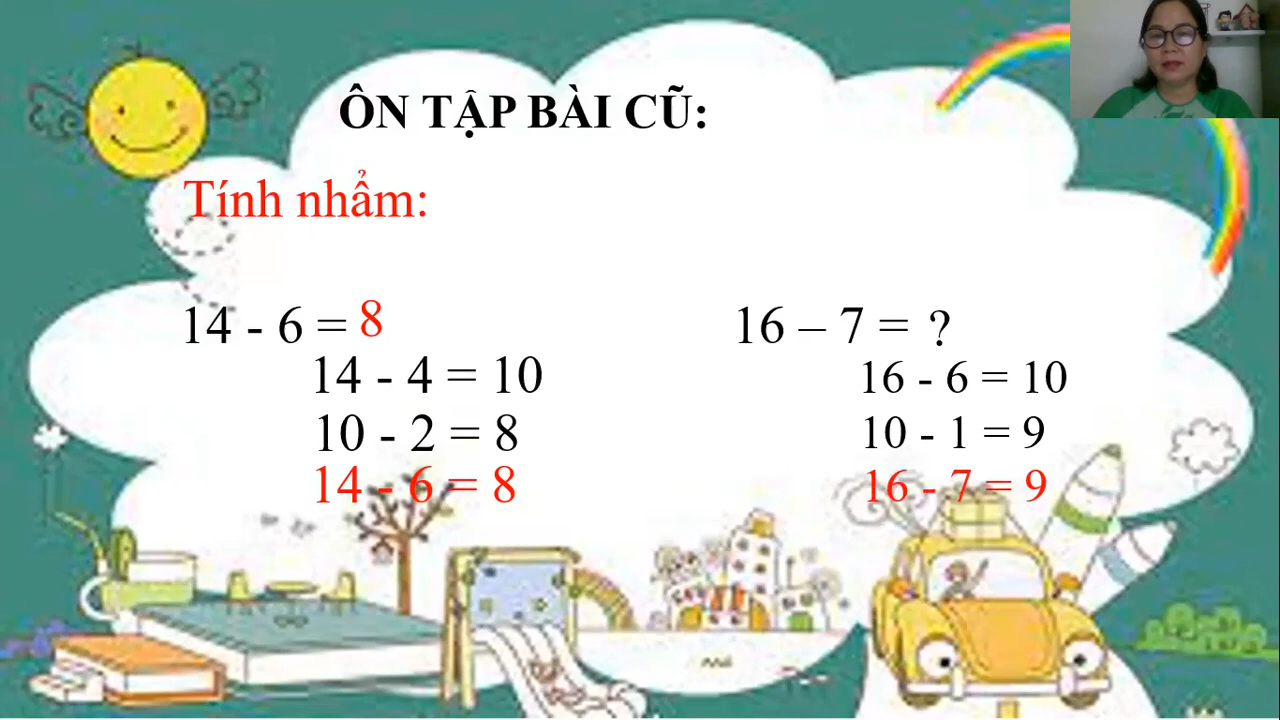 ÔN TẬP BÀI CŨ:
Tính nhẩm:
14 - 6 = 8
14 - 4 = 10
10 - 2 = 8
14 - 6 = 8
16 – 7 = ?
16 - 6 = 10
10 - 1 = 9
16 - 7 = 9